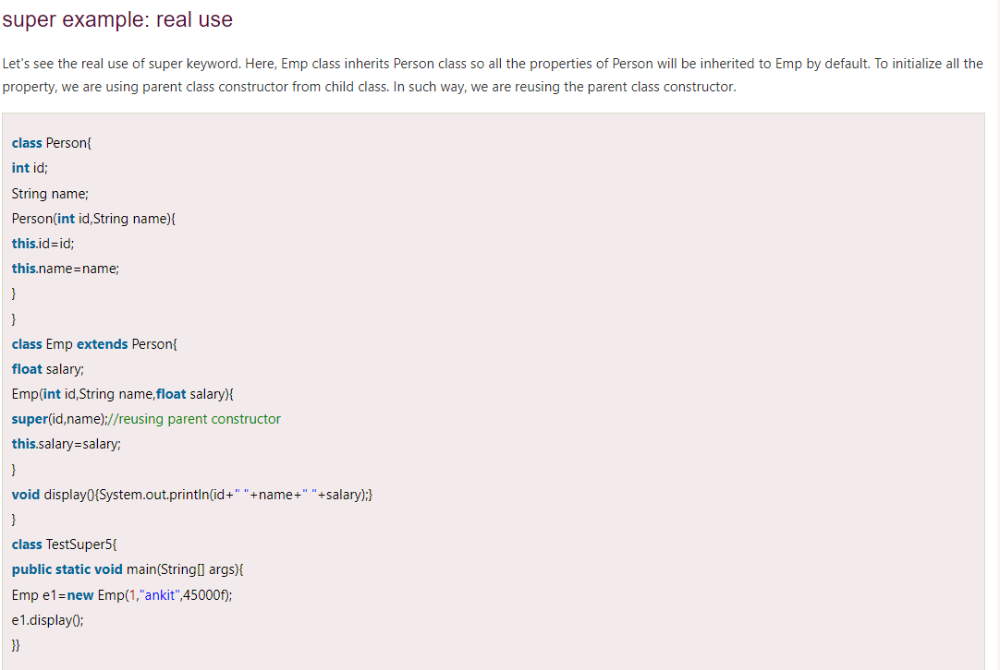 super example: real use
Let's see the real use of super keyword. Here, Emp class inherits Person class so all the properties of Person will be inherited to Emp by default. To initialize all the
property, we are using parent class constructor from child class. In such way, we are reusing the parent class constructor.
class Person{
int id;
String name;
Person(int id,String name){
this.id=id;
this.name=name;
}
}
class Emp extends Person{
float salary;
Emp(int id,String name,float salary){
super(id,name);//reusing parent constructor
this.salary=salary;
}
void display(){System.out.println(id+" "+name+" "+salary);}
}
class TestSuper5{
public static void main(String[] args){
Emp e1=new Emp(1,"ankit",45000f);
e1.display();
}}